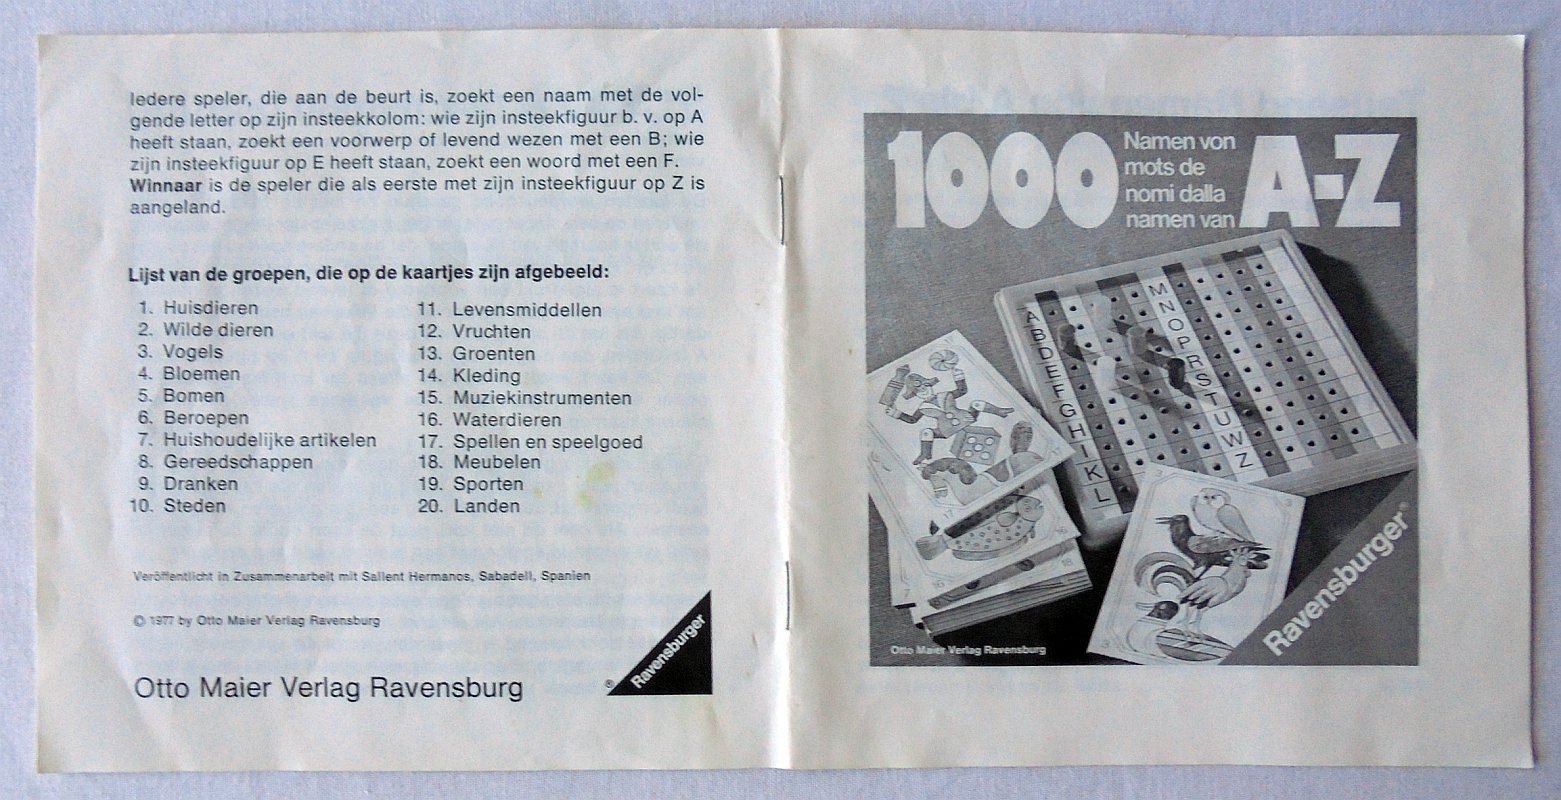 Iedere speler, die aan de beurt is, zoekt een naam met de vol-
gende letter op zijn insteekkolom: wie zijn insteekfiguur b. v. op A
heeft staan, zoekt een voorwerp of levend wezen met een B; wie
zijn insteekfiguur op E heeft staan, zoekt een woord met een F.
Winnaar is de speler die als eerste met zijn insteekfiguur op Z is
aangeland.
Lijst van de groepen, die op de kaartjes zijn afgebeeld:
1. Huisdieren
2. Wilde dieren
3. Vogels
4. Bloemen
5. Bomen
6. Beroepen
7. Huishoudelijke artikelen
8. Gereedschappen
9. Dranken
10. Steden
11. Levensmiddellen
12. Vruchten
13. Groenten
14. Kleding
15. Muziekinstrumenten
16. Waterdieren
17. Spellen en speelgoed
18. Meubelen
19. Sporten
20. Landen
Veröffentlicht in Zusammenarbeit mit Sallent Hermanos, Sabadell, Spanien
© 1977 by Otto Maier Verlag Ravensburg
Otto Maier Verlag Ravensburg
® Ravensburger
1000
Namen von
mots de
nomi dalla
namen van
A-Z
A
B
D
E
F
G
H
I
K
L
M
N
O
P
R
S
T
U
W
Z
17
16
7
18
3
Ravensburger®
Otto Maier Verlag Ravensburg